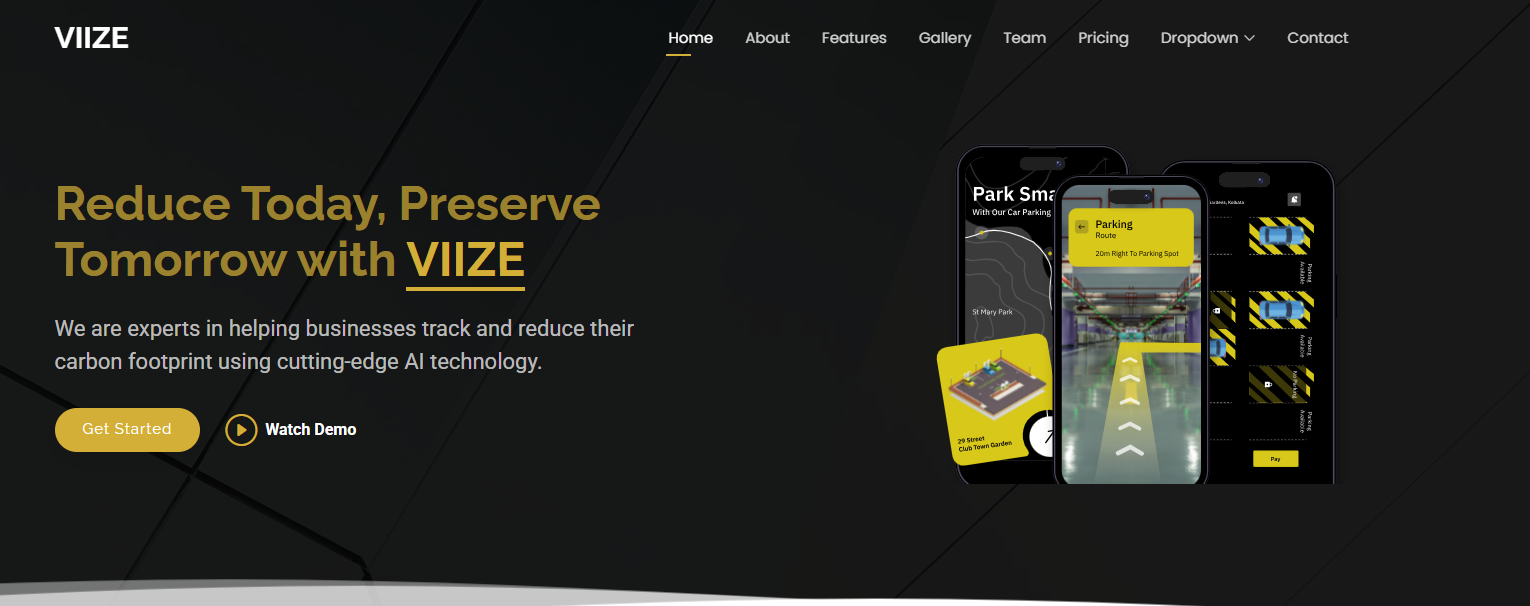 VIIZE
Home About Features Gallery Team Pricing Dropdown Contact
Reduce Today, Preserve
Tomorrow with VIIZE
We are experts in helping businesses track and reduce their
carbon footprint using cutting-edge AI technology.
Get Started
Watch Demo
Park Sma
With Our Car Parking
St Mary Park
29 Street
Club Town Garden
7
Parking
Route
20m Right To Parking Spot
Kolkata
Parking
Available
Parking
Available
No Parking
Parking
Available
Pay